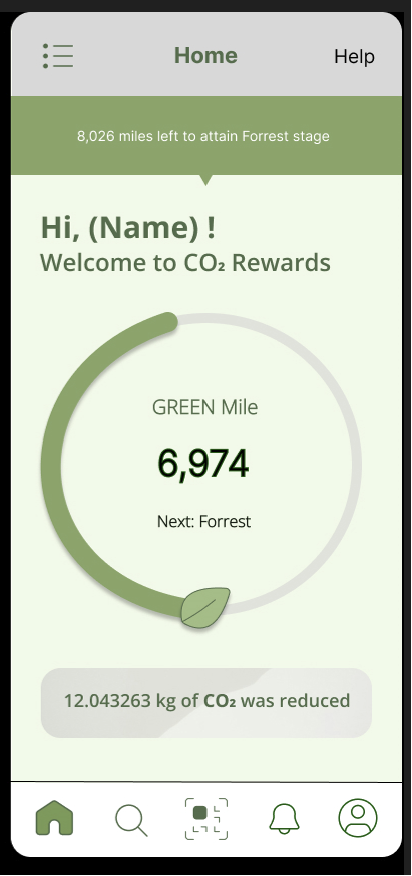 Home
Help
8,026 miles left to attain Forrest stage
Hi, (Name) !
Welcome to CO₂ Rewards
GREEN Mile
6,974
Next: Forrest
12.043263 kg of CO₂ was reduced